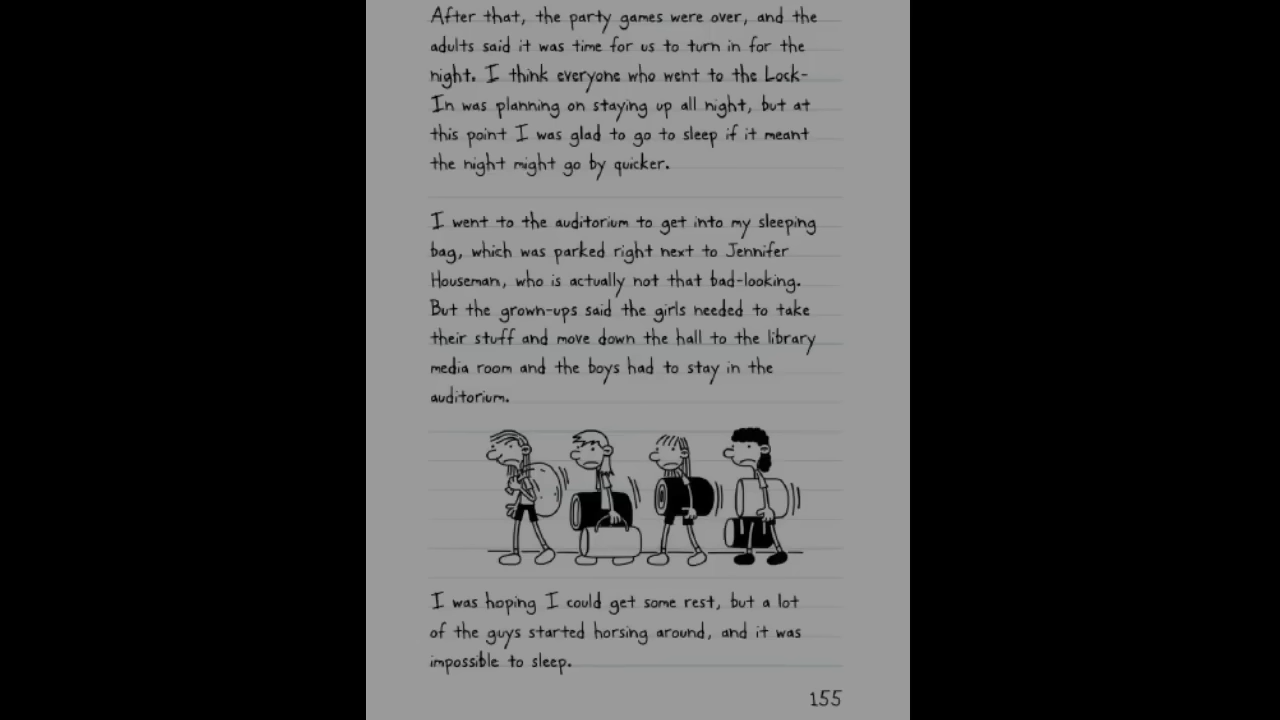 After that, the party games were over, and the
adults said it was time for us to turn in for the
night. I think everyone who went to the Lock-
In was planning on staying up all night, but at
this point I was glad to go to sleep if it meant
the night might go by quicker.
I went to the auditorium to get into my sleeping
bag, which was parked right next to Jennifer
Houseman, who is actually not that bad-looking.
But the grown-ups said the girls needed to take
their stuff and move down the hall to the library
media room and the boys had to stay in the
auditorium.
I was hoping I could get some rest, but a lot
of the guys started horsing around, and it was
impossible to sleep.
155